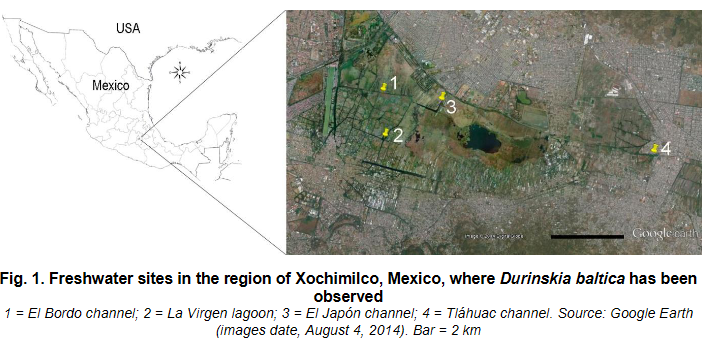 USA
Mexico
1
2
3
4
Google earth
Fig. 1. Freshwater sites in the region of Xochimilco, Mexico, where Durinskia baltica has been
observed
1 = El Bordo channel; 2 = La Virgen lagoon; 3 = El Japón channel; 4 = Tláhuac channel. Source: Google Earth
(images date, August 4, 2014). Bar = 2 km